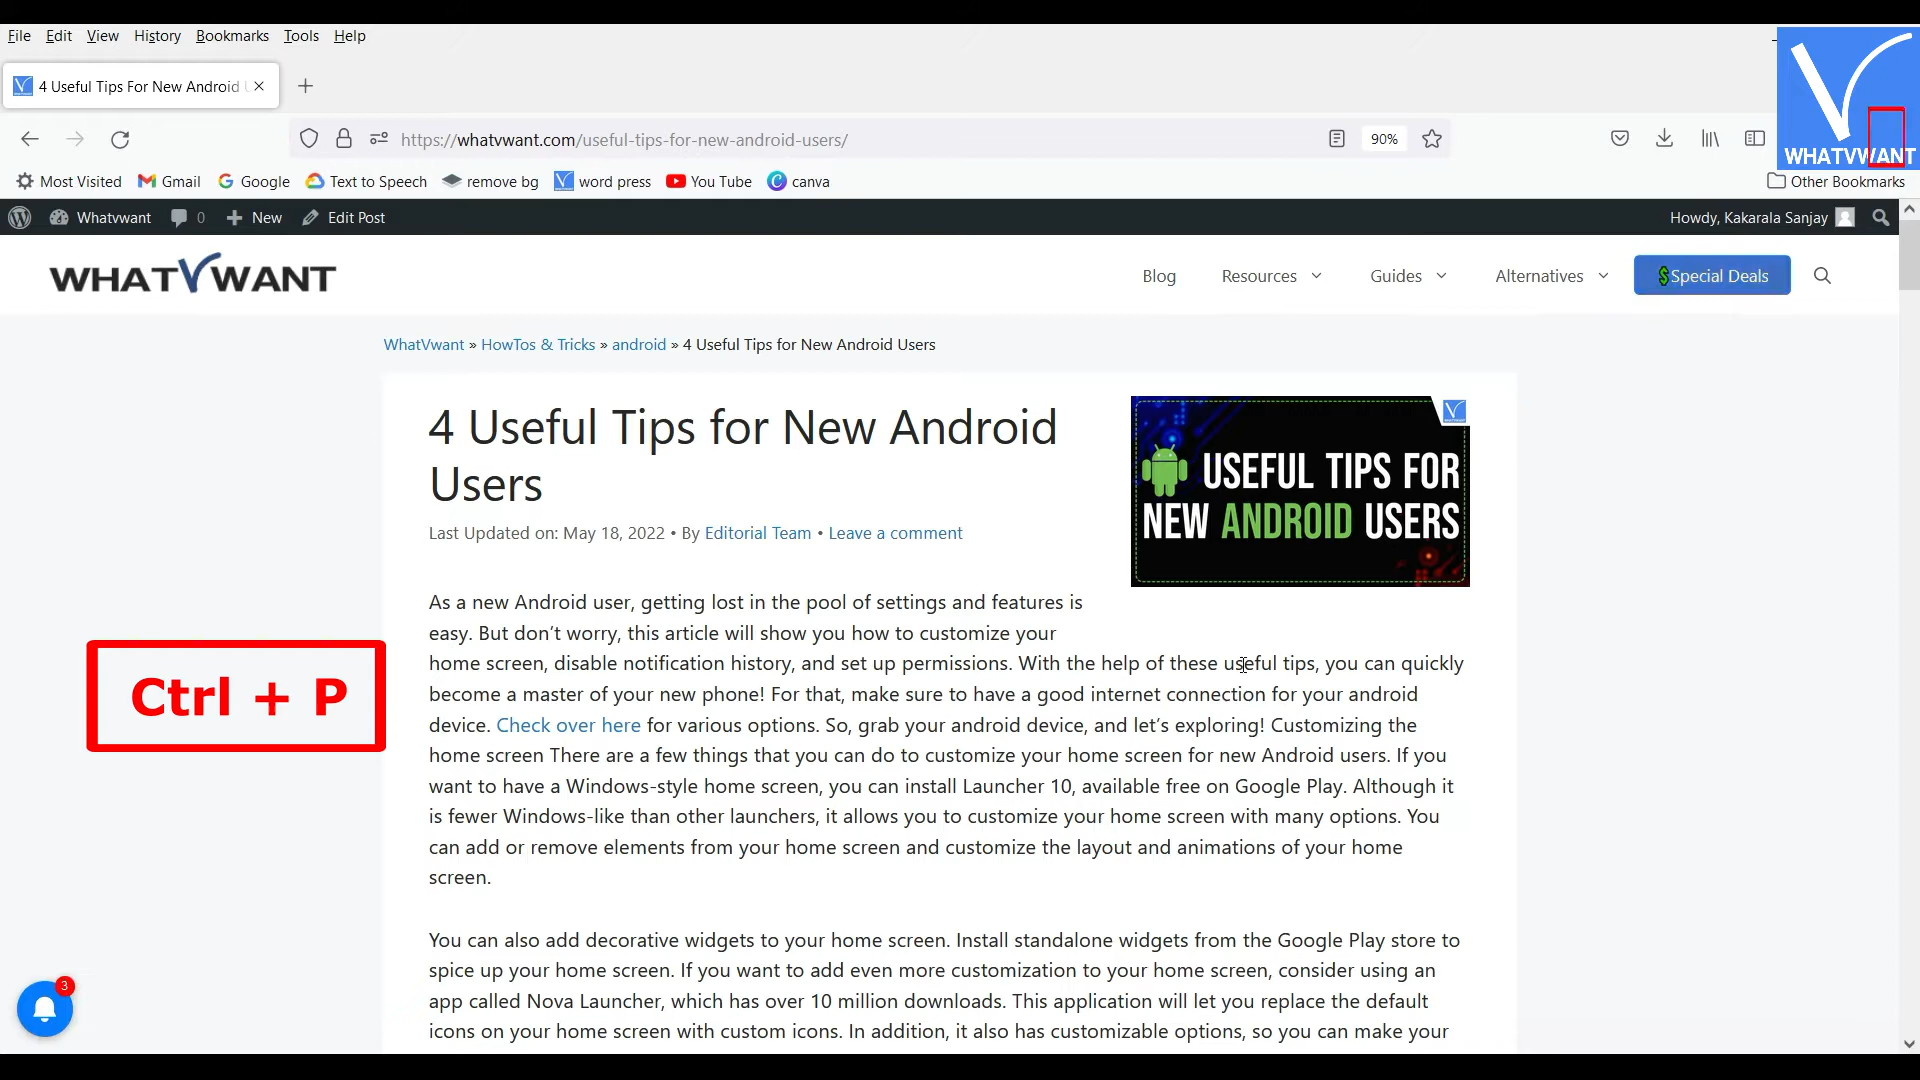 File Edit View History Bookmarks Tools Help
4 Useful Tips For New Android U
https://whatvwant.com/useful-tips-for-new-android-users/
90%
WHATVWANT
Most Visited Gmail Google Text to Speech remove bg word press You Tube canva Other Bookmarks
Whatvwant 0 New Edit Post Howdy, Kakarala Sanjay
WHATVWANT Blog Resources Guides Alternatives $Special Deals
WhatVwant » HowTos & Tricks » android » 4 Useful Tips for New Android Users
4 Useful Tips for New Android
Users
USEFUL TIPS FOR
NEW ANDROID USERS
Last Updated on: May 18, 2022 • By Editorial Team • Leave a comment
As a new Android user, getting lost in the pool of settings and features is
easy. But don’t worry, this article will show you how to customize your
home screen, disable notification history, and set up permissions. With the help of these useful tips, you can quickly
become a master of your new phone! For that, make sure to have a good internet connection for your android
device. Check over here for various options. So, grab your android device, and let’s exploring! Customizing the
home screen There are a few things that you can do to customize your home screen for new Android users. If you
want to have a Windows-style home screen, you can install Launcher 10, available free on Google Play. Although it
is fewer Windows-like than other launchers, it allows you to customize your home screen with many options. You
can add or remove elements from your home screen and customize the layout and animations of your home
screen.
Ctrl + P
You can also add decorative widgets to your home screen. Install standalone widgets from the Google Play store to
spice up your home screen. If you want to add even more customization to your home screen, consider using an
app called Nova Launcher, which has over 10 million downloads. This application will let you replace the default
icons on your home screen with custom icons. In addition, it also has customizable options, so you can make your
3